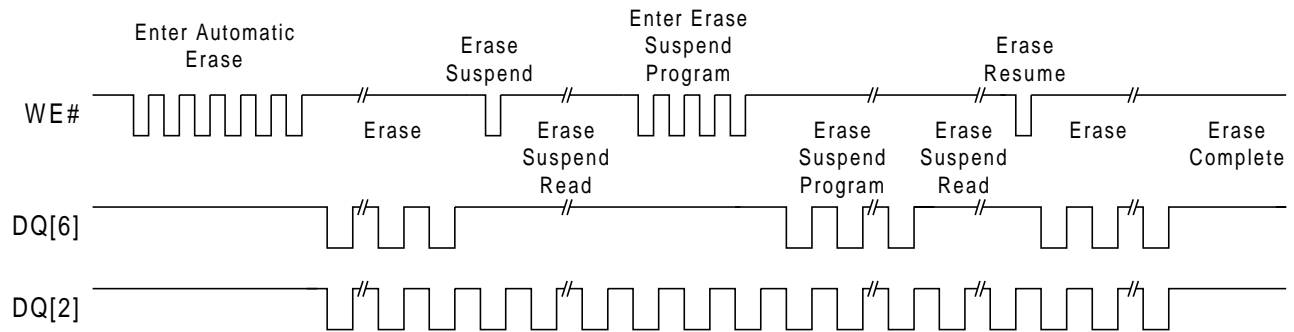 Enter Automatic
Erase
Erase
Suspend
Enter Erase
Suspend
Program
Erase
Resume
WE#
Erase
Erase
Suspend
Read
Erase
Suspend
Program
Erase
Suspend
Read
Erase
Erase
Complete
DQ[6]
DQ[2]